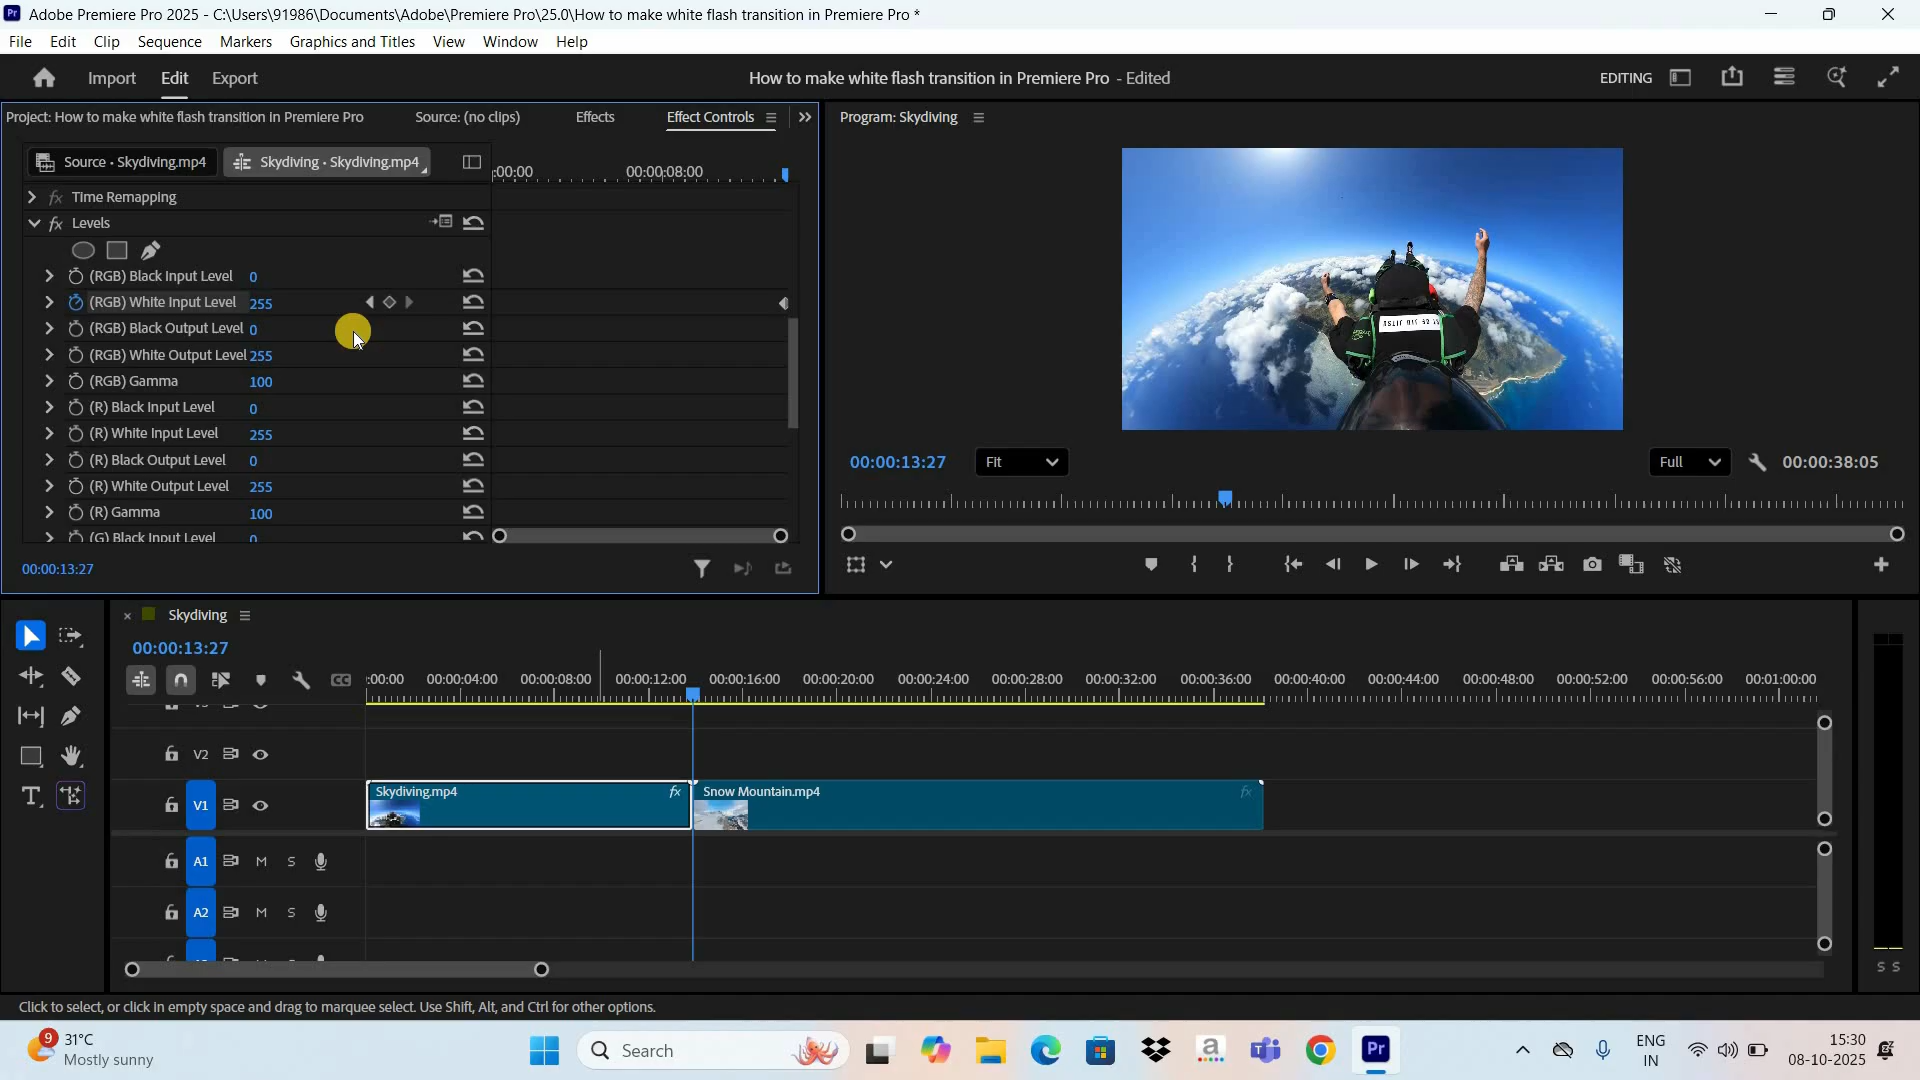 Adobe Premiere Pro 2025 - C:\Users\91986\Documents\Adobe\Premiere Pro\25.0\How to make white flash transition in Premiere Pro *
File Edit Clip Sequence Markers Graphics and Titles View Window Help
Import Edit Export How to make white flash transition in Premiere Pro - Edited EDITING
Project: How to make white flash transition in Premiere Pro Source: (no clips) Effects Effect Controls Program: Skydiving
Source • Skydiving.mp4 Skydiving • Skydiving.mp4 :00:00 00:00:08:00
fx Time Remapping
fx Levels
(RGB) Black Input Level 0
(RGB) White Input Level 255
(RGB) Black Output Level 0
(RGB) White Output Level 255
(RGB) Gamma 100
(R) Black Input Level 0
(R) White Input Level 255
(R) Black Output Level 0
(R) White Output Level 255
(R) Gamma 100
(G) Black Input Level 0
00:00:13:27
00:00:13:27 Fit Full 00:00:38:05
Skydiving
00:00:13:27
:00:00 00:00:04:00 00:00:08:00 00:00:12:00 00:00:16:00 00:00:20:00 00:00:24:00 00:00:28:00 00:00:32:00 00:00:36:00 00:00:40:00 00:00:44:00 00:00:48:00 00:00:52:00 00:00:56:00 00:01:00:00
V2
V1 Skydiving.mp4 fx Snow Mountain.mp4 fx
A1 M S
A2 M S
S S
Click to select, or click in empty space and drag to marquee select. Use Shift, Alt, and Ctrl for other options.
9 31°C
Mostly sunny
Search
Pr
ENG
IN
15:30
08-10-2025